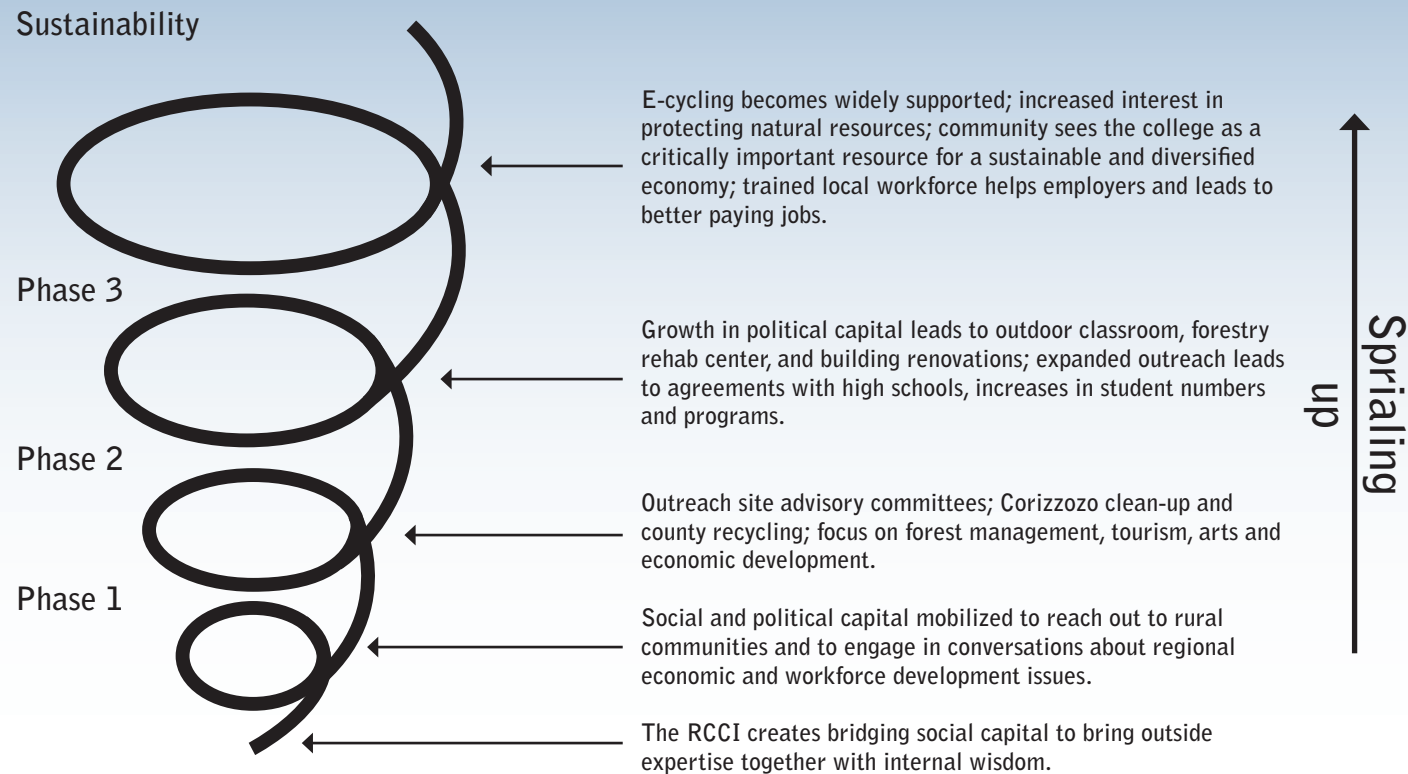 Sustainability
E-cycling becomes widely supported; increased interest in
protecting natural resources; community sees the college as a
critically important resource for a sustainable and diversified
economy; trained local workforce helps employers and leads to
better paying jobs.
Phase 3
Growth in political capital leads to outdoor classroom, forestry
rehab center, and building renovations; expanded outreach leads
to agreements with high schools, increases in student numbers
and programs.
Phase 2
Outreach site advisory committees; Corizzozo clean-up and
county recycling; focus on forest management, tourism, arts and
economic development.
Phase 1
Social and political capital mobilized to reach out to rural
communities and to engage in conversations about regional
economic and workforce development issues.
The RCCI creates bridging social capital to bring outside
expertise together with internal wisdom.
Sprialing
up